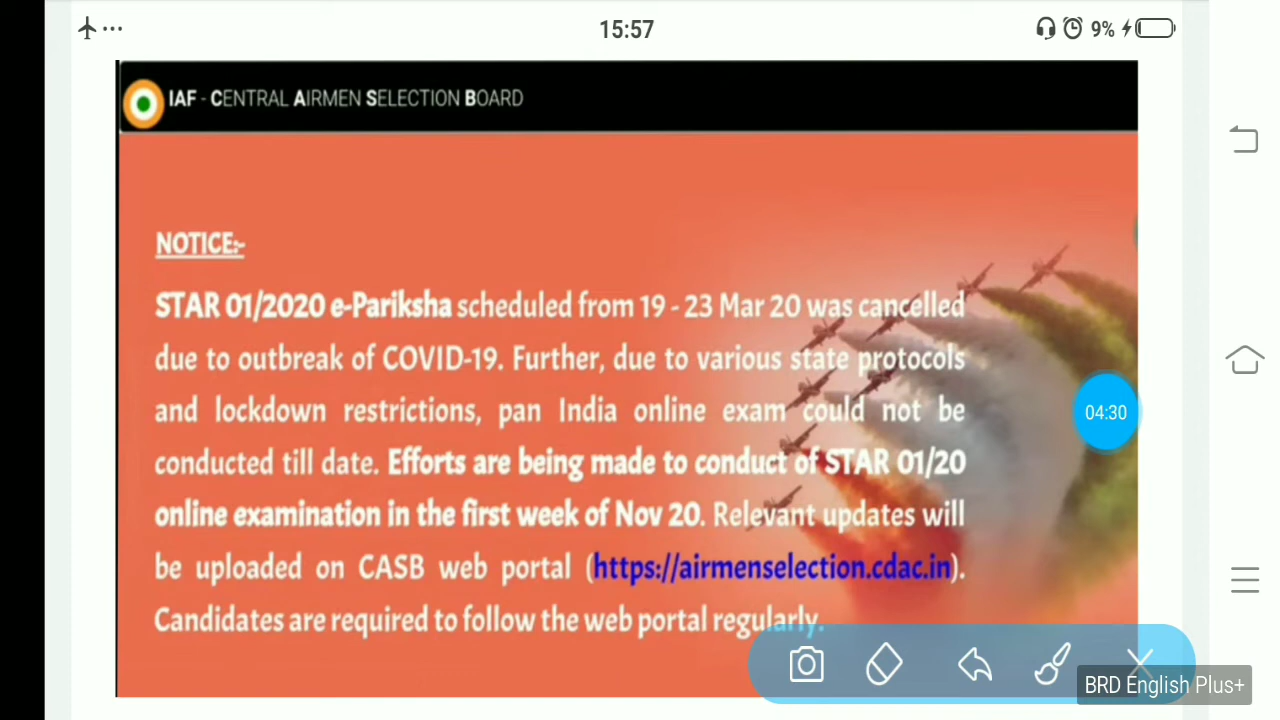 15:57
9%
IAF - CENTRAL AIRMEN SELECTION BOARD
NOTICE:-
STAR 01/2020 e-Pariksha scheduled from 19 - 23 Mar 20 was cancelled
due to outbreak of COVID-19. Further, due to various state protocols
and lockdown restrictions, pan India online exam could not be
conducted till date. Efforts are being made to conduct of STAR 01/20
online examination in the first week of Nov 20. Relevant updates will
be uploaded on CASB web portal (https://airmenselection.cdac.in).
Candidates are required to follow the web portal regularly.
04:30
BRD English Plus+